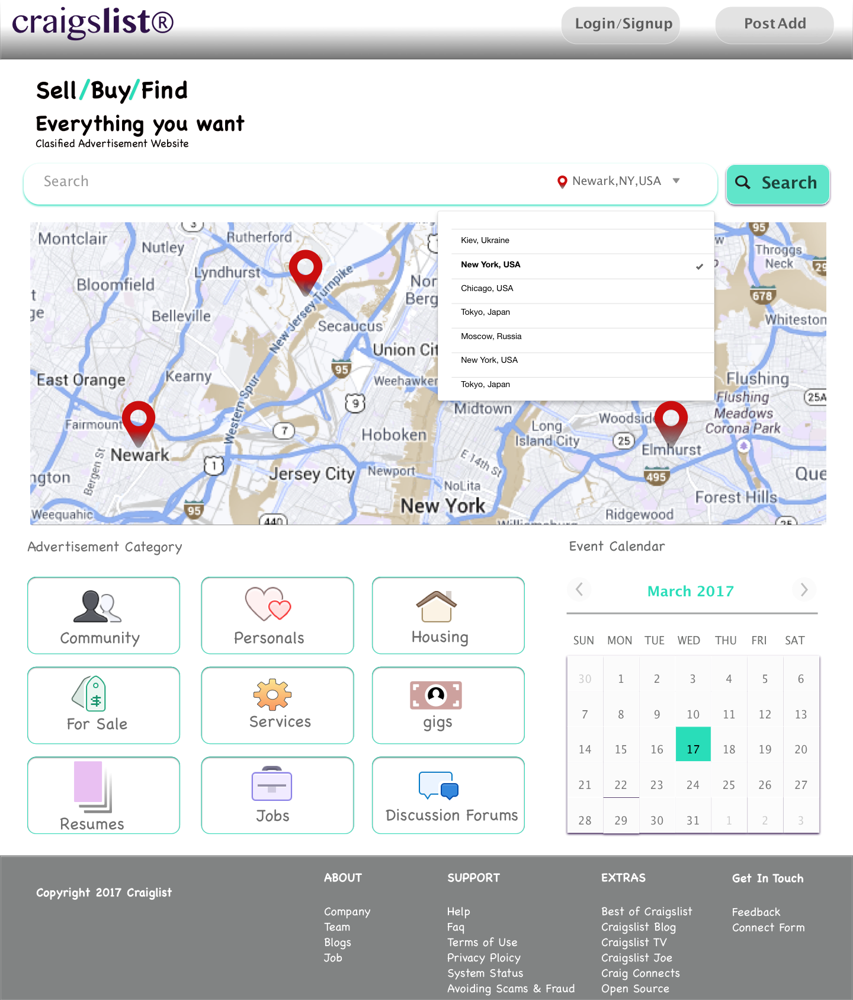 craigslist®
Login/Signup
Post Add
Sell/Buy/Find
Everything you want
Clasified Advertisement Website
Search
Newark,NY,USA
Search
Kiev, Ukraine
New York, USA
Chicago, USA
Tokyo, Japan
Moscow, Russia
New York, USA
Tokyo, Japan
Montclair
3
Rutherford
Nutley
95
Throggs
Neck
Lyndhurst
Bloomfield
678
Belleville
New Jersey Turnpike
Secaucus
Whiteston
Union Cit
95
East Orange
Kearny
Weehawken
Flushing
Western Spur
9
Flushing
Meadows
Corona Park
25A
Midtown
Woodside
Fairmount
7
Hoboken
Long
Island City
25
Newark
Elmhurst
Bergen St
1
E 14th St
ngton
Jersey City
Newport
495
Que
NoLita
Forest Hills
New York
Weequahic
95
Ridgewood
440
Williamsburg
25
Advertisement Category
Community
Personals
Housing
For Sale
Services
gigs
Resumes
Jobs
Discussion Forums
Event Calendar
March 2017
SUN MON TUE WED THU FRI SAT
30 1 2 3 4 5 6
7 8 9 10 11 12 13
14 15 16 17 18 19 20
21 22 23 24 25 26 27
28 29 30 31 1 2 3
Copyright 2017 Craiglist
ABOUT
Company
Team
Blogs
Job
SUPPORT
Help
Faq
Terms of Use
Privacy Ploicy
System Status
Avoiding Scams & Fraud
EXTRAS
Best of Craigslist
Craigslist Blog
Craigslist TV
Craigslist Joe
Craig Connects
Open Source
Get In Touch
Feedback
Connect Form